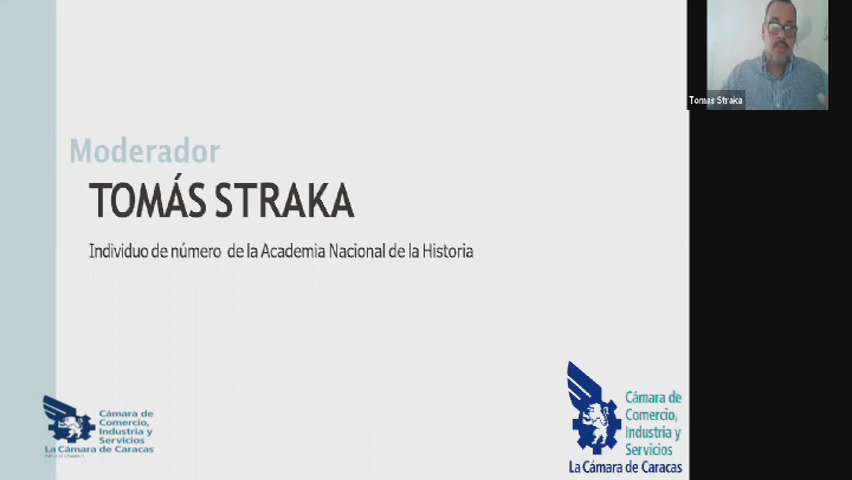 Moderador
TOMÁS STRAKA
Individuo de número de la Academia Nacional de la Historia
Cámara de
Comercio,
Industria y
Servicios
La Cámara de Caracas
Cámara de
Comercio,
Industria y
Servicios
La Cámara de Caracas
Tomas Straka